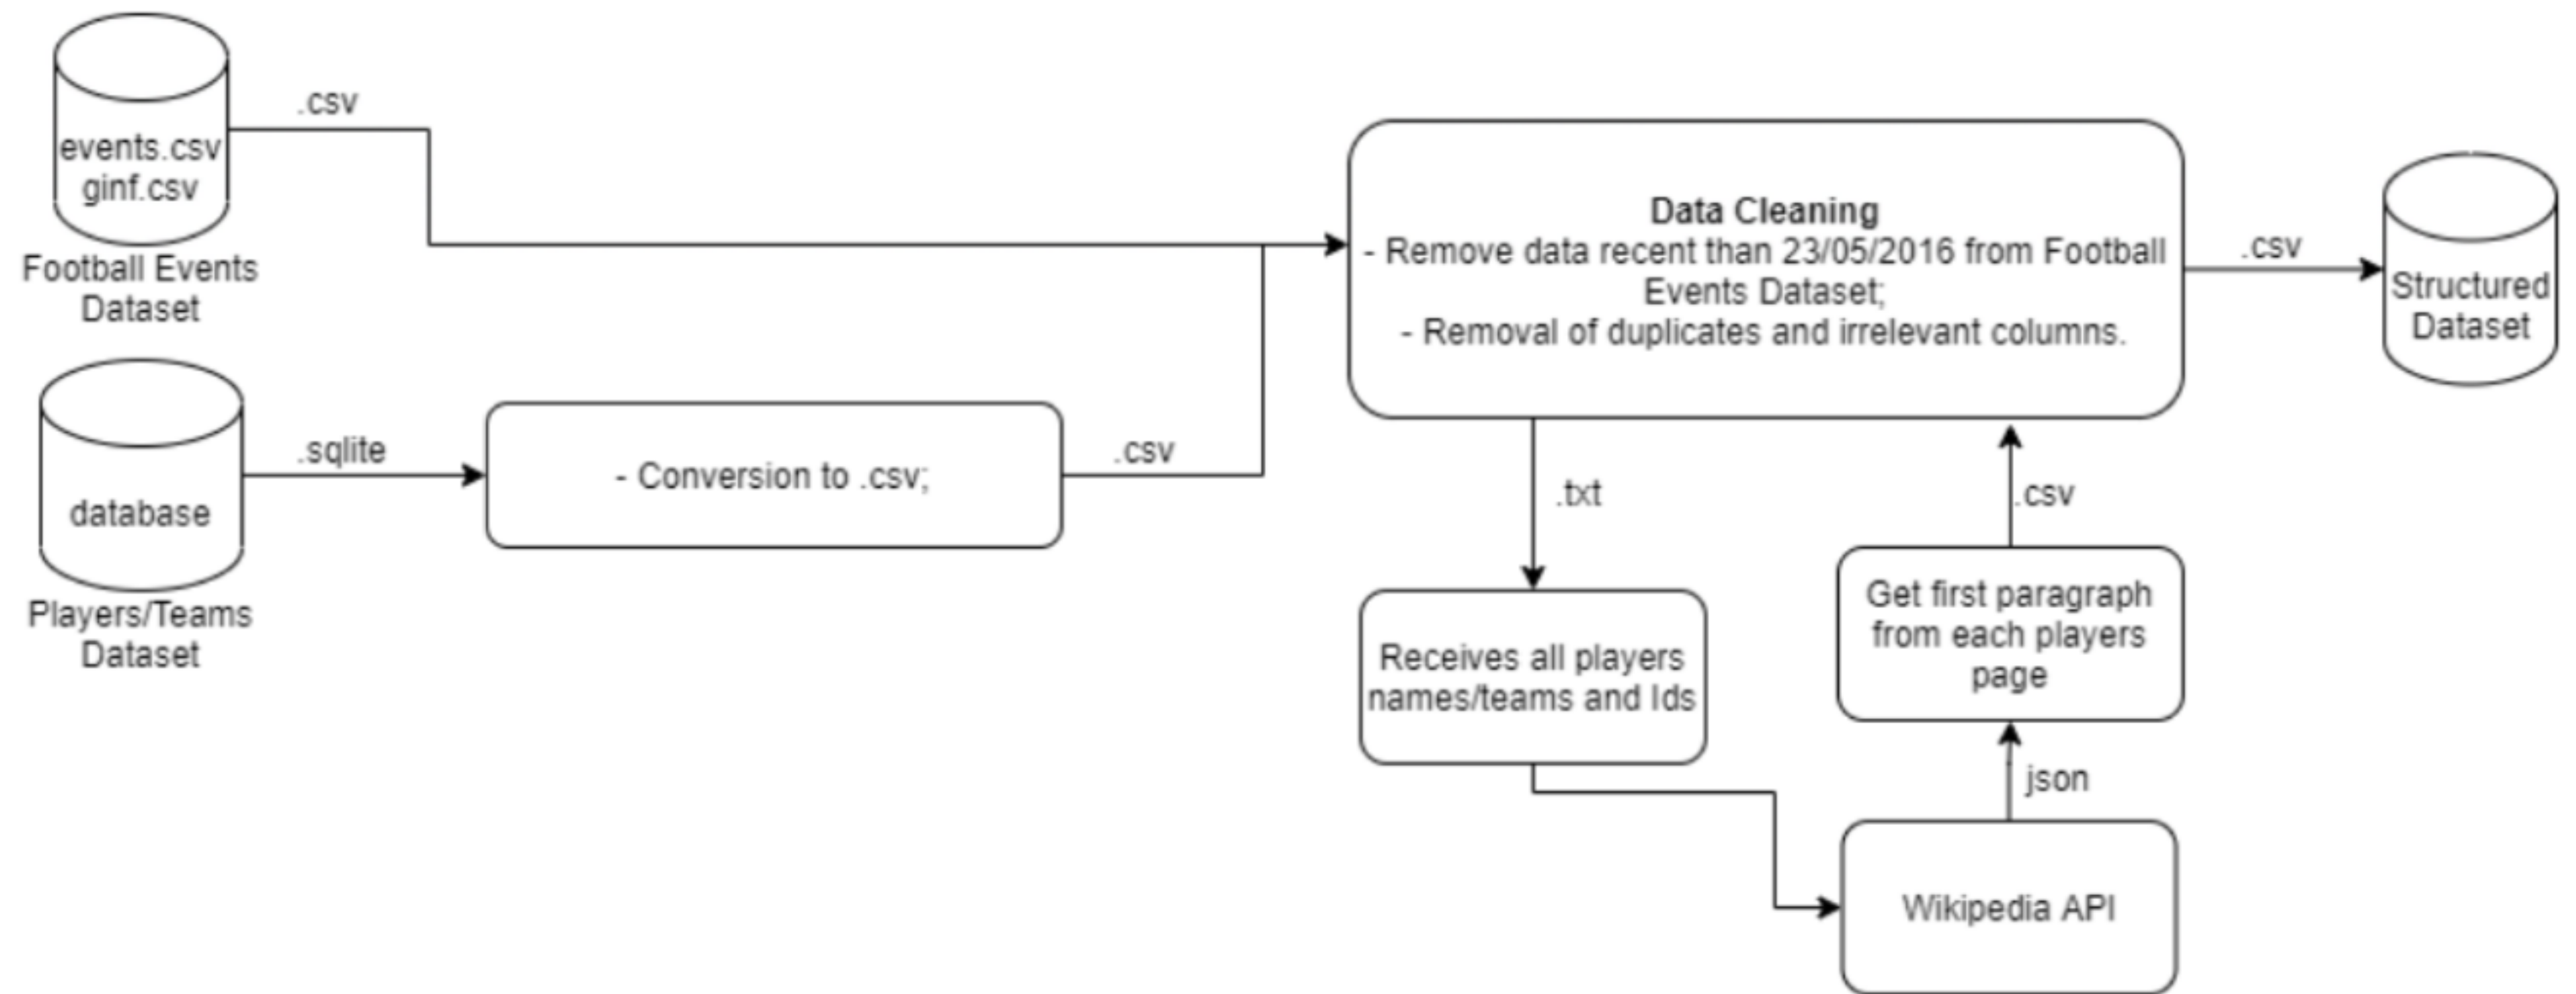 .csv
events.csv
ginf.csv
Football Events
Dataset
.sqlite
database
Players/Teams
Dataset
- Conversion to .csv;
.csv
Data Cleaning
- Remove data recent than 23/05/2016 from Football
Events Dataset;
- Removal of duplicates and irrelevant columns.
.csv
Structured
Dataset
.txt
Receives all players
names/teams and Ids
Wikipedia API
json
Get first paragraph
from each players
page
.csv